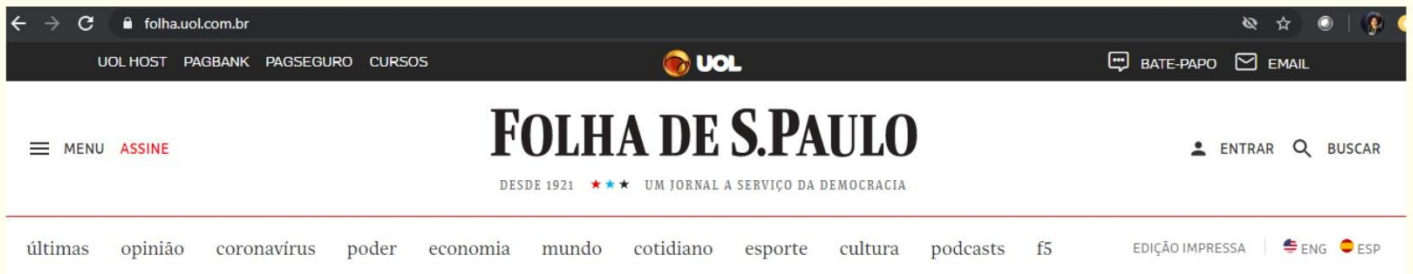 folha.uol.com.br
UOL HOST PAGBANK PAGSEGURO CURSOS UOL BATE-PAPO EMAIL
MENU ASSINE FOLHA DE S.PAULO ENTRAR BUSCAR
DESDE 1921 ★★★ UM JORNAL A SERVIÇO DA DEMOCRACIA
últimas opinião coronavírus poder economia mundo cotidiano esporte cultura podcasts f5 EDIÇÃO IMPRESSA ENG ESP